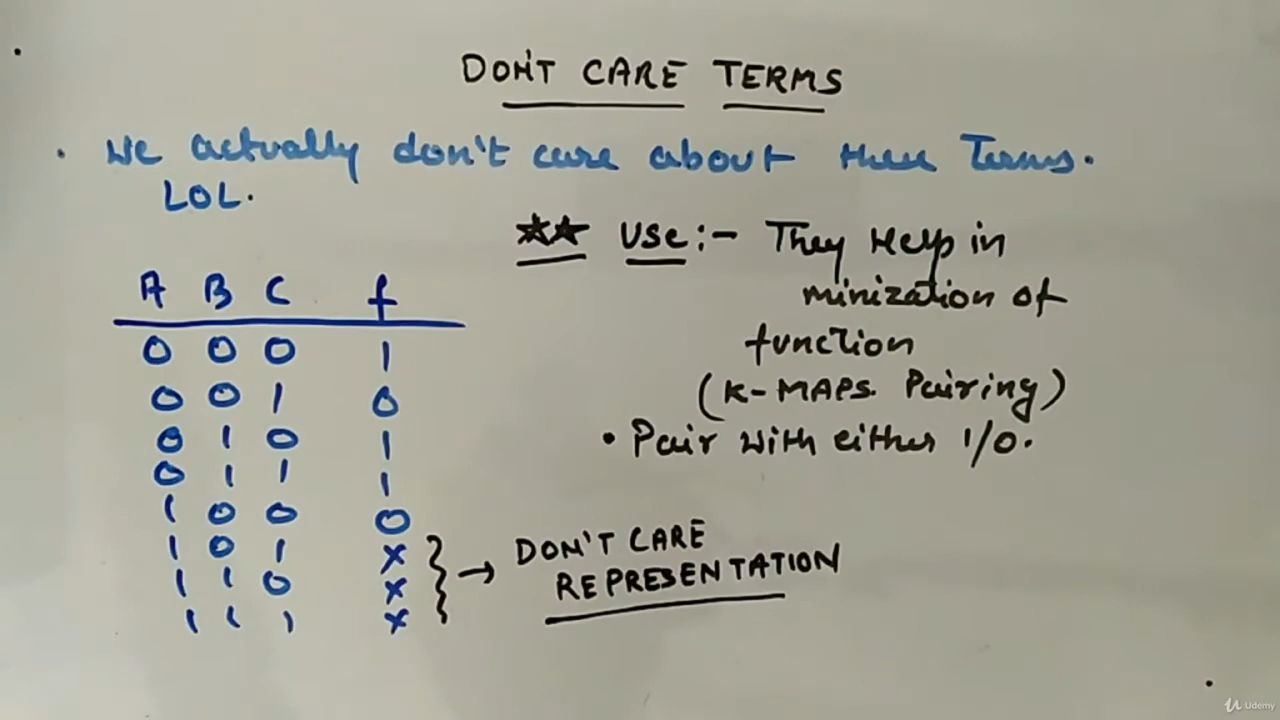 DON'T CARE TERMS
• We actually don't care about these Terms.
LOL.
★★ Use:- They Help in
minization of
function
(K-MAPs. Pairing)
• Pair with either 1/0.
A B C f
0 0 0 1
0 0 1 0
0 1 0 1
0 1 1 1
1 0 0 0
1 0 1 x
1 1 0 x
1 1 1 x
} → DON'T CARE
REPRESENTATION
Udemy